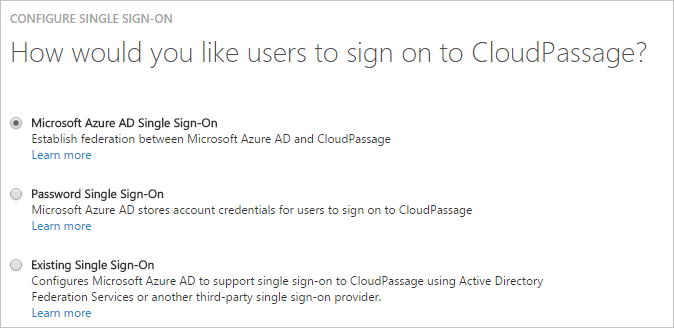 CONFIGURE SINGLE SIGN-ON
How would you like users to sign on to CloudPassage?
Microsoft Azure AD Single Sign-On
Establish federation between Microsoft Azure AD and CloudPassage
Learn more
Password Single Sign-On
Microsoft Azure AD stores account credentials for users to sign on to CloudPassage
Learn more
Existing Single Sign-On
Configures Microsoft Azure AD to support single sign-on to CloudPassage using Active Directory
Federation Services or another third-party single sign-on provider.
Learn more